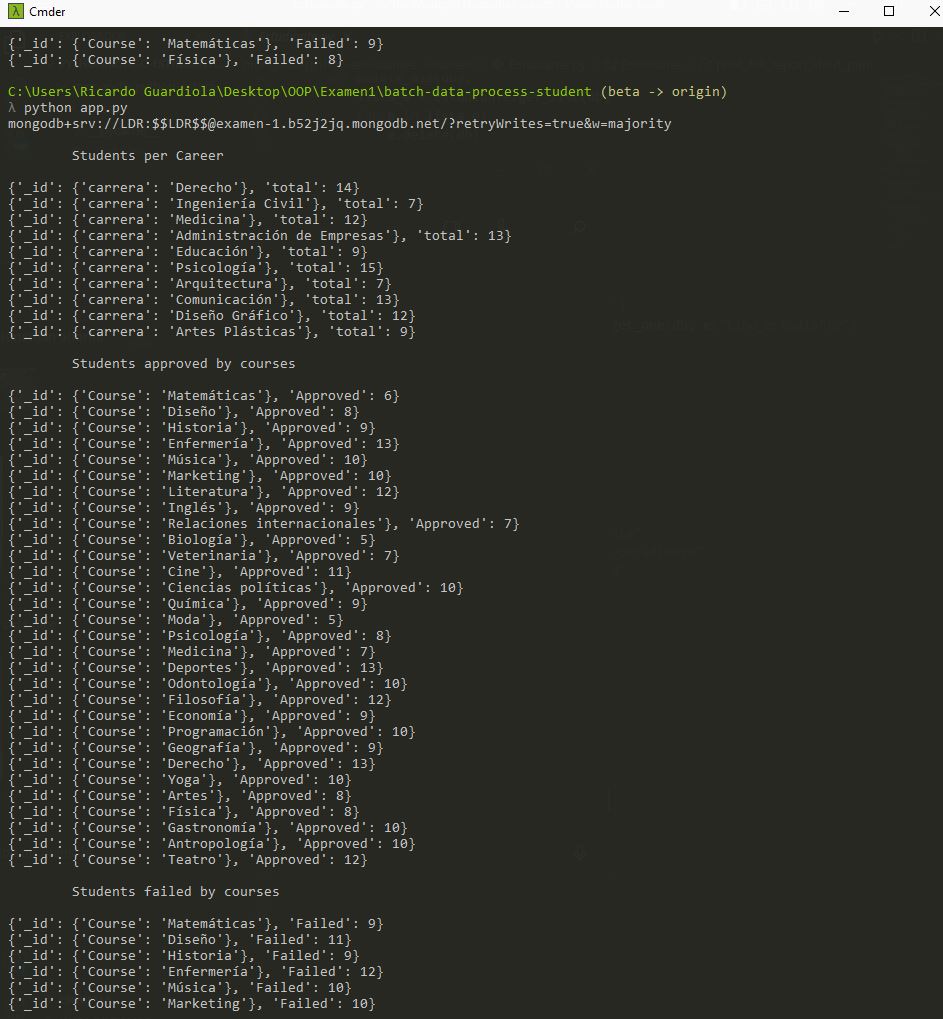 λ Cmder
{'_id': {'Course': 'Matemáticas'}, 'Failed': 9}
{'_id': {'Course': 'Física'}, 'Failed': 8}
C:\Users\Ricardo Guardiola\Desktop\OOP\Examen1\batch-data-process-student (beta -> origin)
λ python app.py
mongodb+srv://LDR:$$LDR$$@examen-1.b52j2jq.mongodb.net/?retryWrites=true&w=majority
Students per Career
{'_id': {'carrera': 'Derecho'}, 'total': 14}
{'_id': {'carrera': 'Ingeniería Civil'}, 'total': 7}
{'_id': {'carrera': 'Medicina'}, 'total': 12}
{'_id': {'carrera': 'Administración de Empresas'}, 'total': 13}
{'_id': {'carrera': 'Educación'}, 'total': 9}
{'_id': {'carrera': 'Psicología'}, 'total': 15}
{'_id': {'carrera': 'Arquitectura'}, 'total': 7}
{'_id': {'carrera': 'Comunicación'}, 'total': 13}
{'_id': {'carrera': 'Diseño Gráfico'}, 'total': 12}
{'_id': {'carrera': 'Artes Plásticas'}, 'total': 9}
Students approved by courses
{'_id': {'Course': 'Matemáticas'}, 'Approved': 6}
{'_id': {'Course': 'Diseño'}, 'Approved': 8}
{'_id': {'Course': 'Historia'}, 'Approved': 9}
{'_id': {'Course': 'Enfermería'}, 'Approved': 13}
{'_id': {'Course': 'Música'}, 'Approved': 10}
{'_id': {'Course': 'Marketing'}, 'Approved': 10}
{'_id': {'Course': 'Literatura'}, 'Approved': 12}
{'_id': {'Course': 'Inglés'}, 'Approved': 9}
{'_id': {'Course': 'Relaciones internacionales'}, 'Approved': 7}
{'_id': {'Course': 'Biología'}, 'Approved': 5}
{'_id': {'Course': 'Veterinaria'}, 'Approved': 7}
{'_id': {'Course': 'Cine'}, 'Approved': 11}
{'_id': {'Course': 'Ciencias políticas'}, 'Approved': 10}
{'_id': {'Course': 'Química'}, 'Approved': 9}
{'_id': {'Course': 'Moda'}, 'Approved': 5}
{'_id': {'Course': 'Psicología'}, 'Approved': 8}
{'_id': {'Course': 'Medicina'}, 'Approved': 7}
{'_id': {'Course': 'Deportes'}, 'Approved': 13}
{'_id': {'Course': 'Odontología'}, 'Approved': 10}
{'_id': {'Course': 'Filosofía'}, 'Approved': 12}
{'_id': {'Course': 'Economía'}, 'Approved': 9}
{'_id': {'Course': 'Programación'}, 'Approved': 10}
{'_id': {'Course': 'Geografía'}, 'Approved': 9}
{'_id': {'Course': 'Derecho'}, 'Approved': 13}
{'_id': {'Course': 'Yoga'}, 'Approved': 10}
{'_id': {'Course': 'Artes'}, 'Approved': 8}
{'_id': {'Course': 'Física'}, 'Approved': 8}
{'_id': {'Course': 'Gastronomía'}, 'Approved': 10}
{'_id': {'Course': 'Antropología'}, 'Approved': 10}
{'_id': {'Course': 'Teatro'}, 'Approved': 12}
Students failed by courses
{'_id': {'Course': 'Matemáticas'}, 'Failed': 9}
{'_id': {'Course': 'Diseño'}, 'Failed': 11}
{'_id': {'Course': 'Historia'}, 'Failed': 9}
{'_id': {'Course': 'Enfermería'}, 'Failed': 12}
{'_id': {'Course': 'Música'}, 'Failed': 10}
{'_id': {'Course': 'Marketing'}, 'Failed': 10}